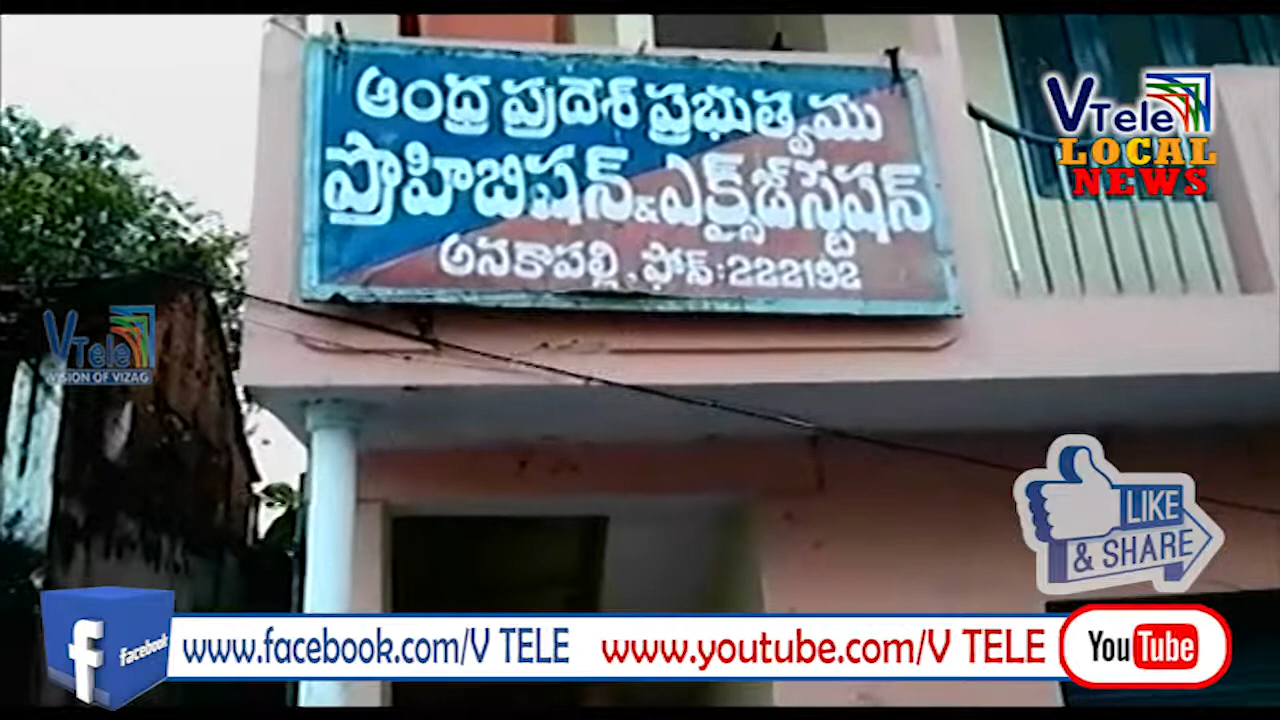 ఆంధ్ర ప్రదేశ్ ప్రభుత్వము
ప్రొహిబిషన్ & ఎక్సైజ్ స్టేషన్
అనకాపల్లి, ఫోన్: 222192
VTele
LOCAL
NEWS
VTele
VISION OF VIZAG
LIKE
& SHARE
f facebook
www.facebook.com/V TELE www.youtube.com/V TELE
YouTube